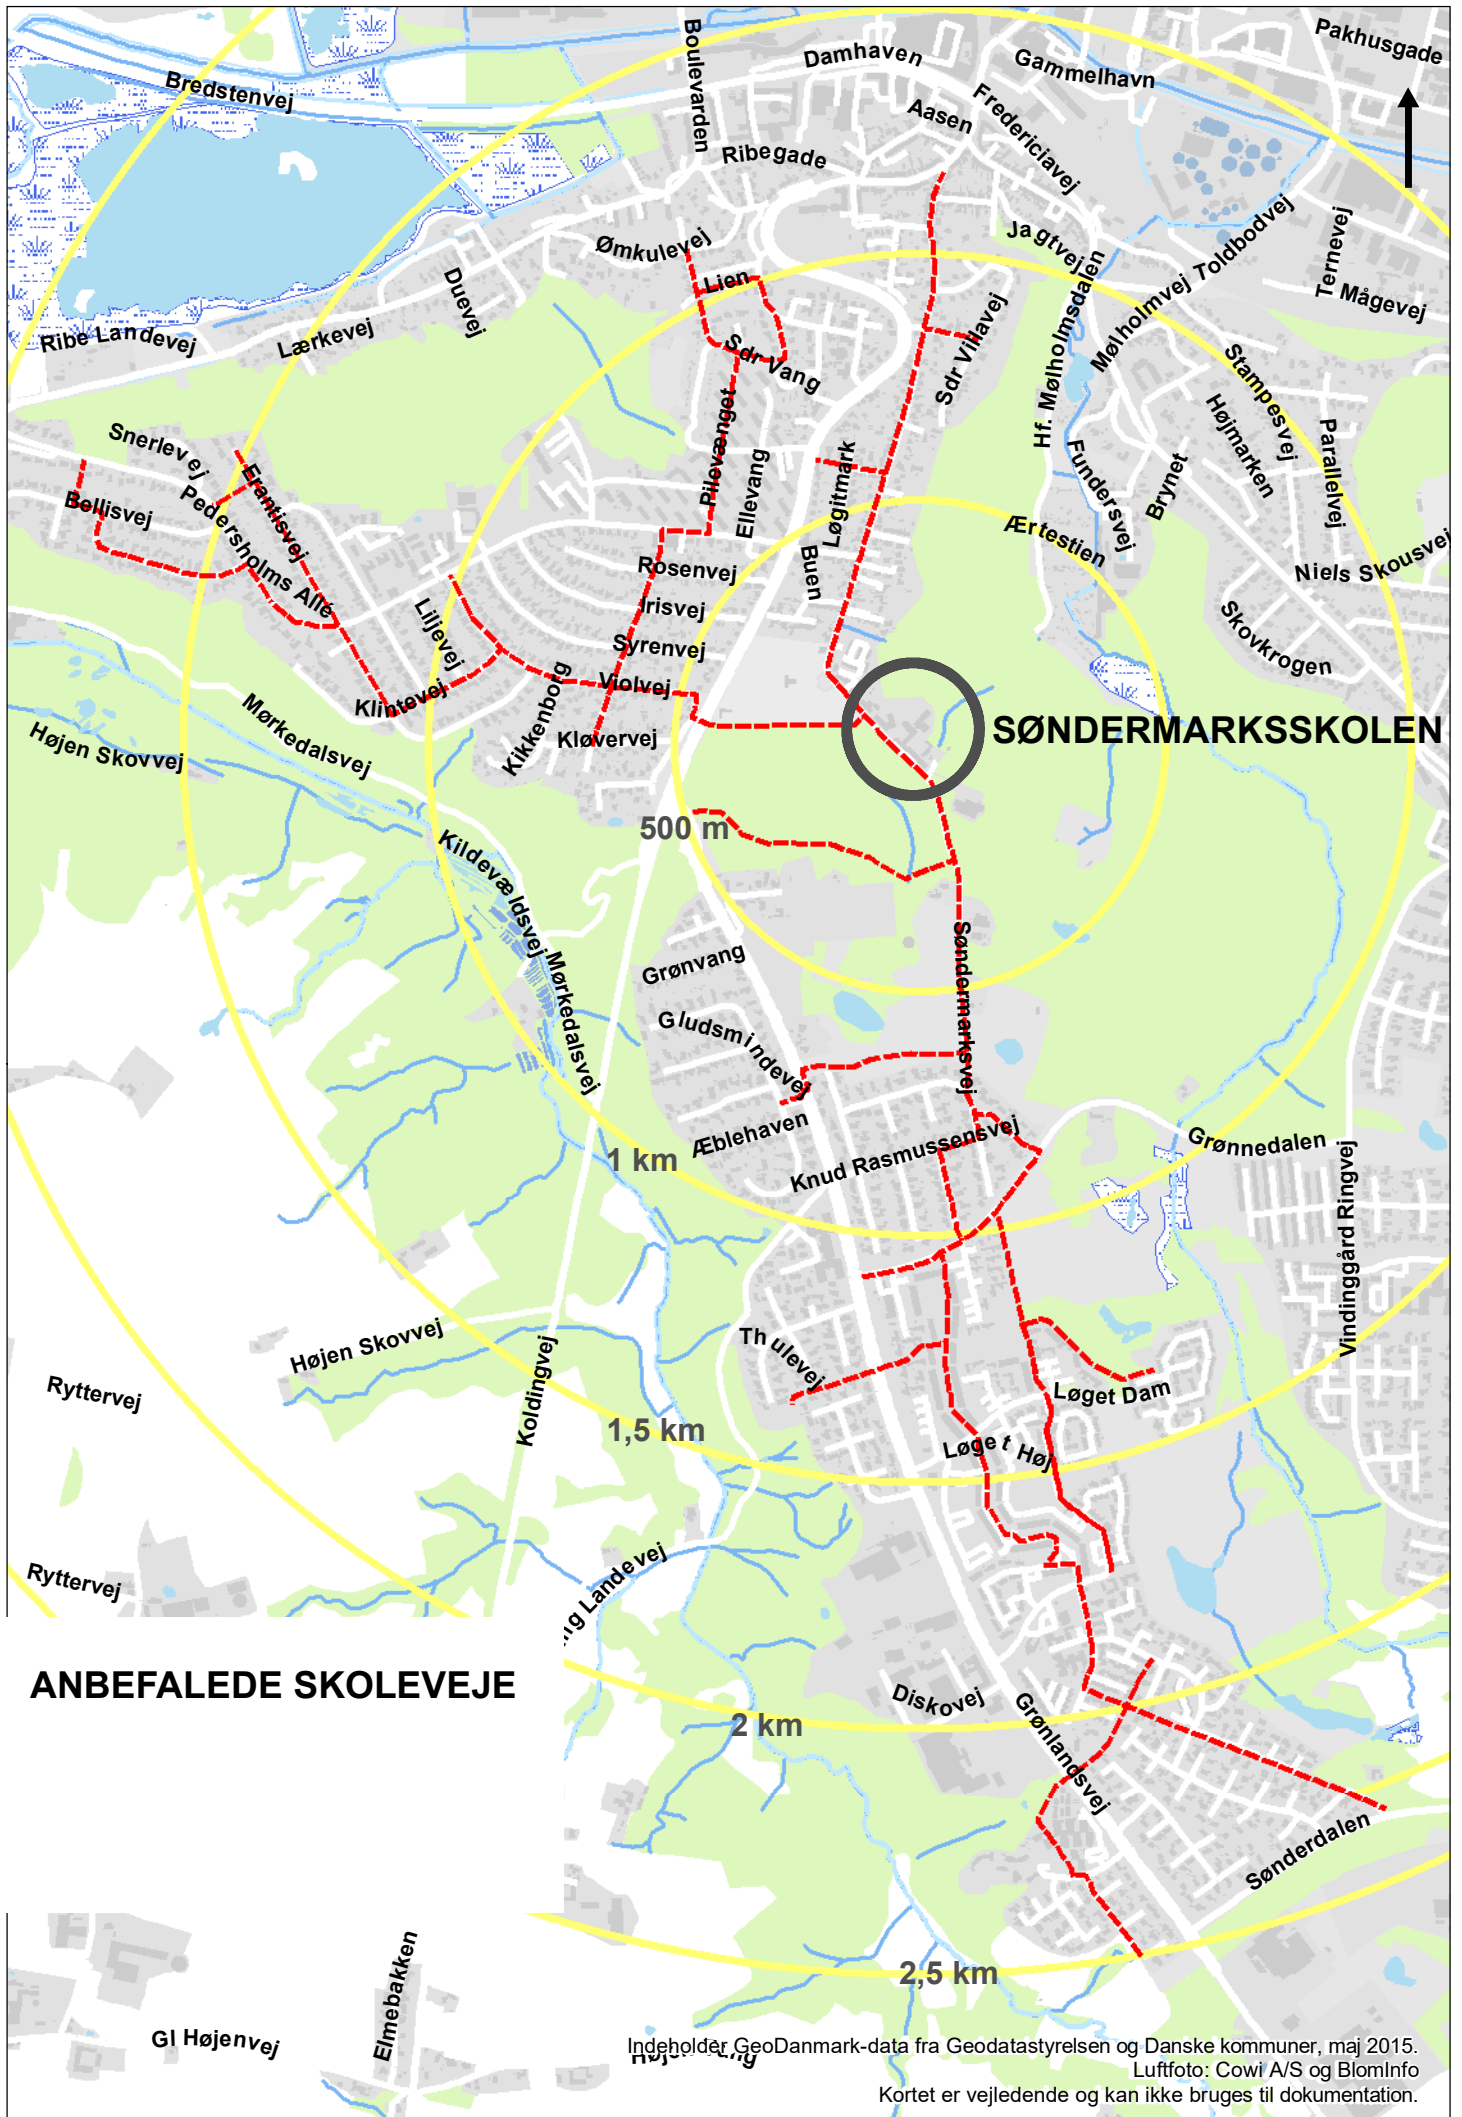 Pakhusgade
Boulevarden
Damhaven
Gammelhavn
Bredstenvej
Aasen
Fredericiavej
Ribegade
Jagtvej
Toldbodvej
Ternevej
Ømkulevej
Lien
Duevej
Mågevej
Mølholmvej
Hf. Mølholmsdalen
Ribe Landevej
Lærkevej
Sdr Vang
Sdr Villavej
Stampesvej
Højmarken
Parallelvej
Snerlevej
Erantisvej
Pilevænget
Ellevang
Løgitmark
Fundersvej
Brynet
Bellisvej
Pedersholms Allé
Ærtestien
Niels Skousvej
Rosenvej
Buen
Irisvej
Liljevej
Syrenvej
Skovkrogen
Violvej
Klintevej
Kikkenborg
Kløvervej
Mørkedalsvej
Højen Skovvej
SØNDERMARKSSKOLEN
500 m
Kildevældsvej
Grønvang
Søndermarksvej
Mørkedalsvej
Gludsmindevej
Æblehaven
Knud Rasmussensvej
Grønnedalen
1 km
Vindinggård Ringvej
Højen Skovvej
Thulevej
Koldingvej
Løget Dam
Ryttervej
1,5 km
Løget Høj
Ryttervej
ng Landevej
ANBEFALEDE SKOLEVEJE
Diskovej
2 km
Grønlandsvej
Sønderdalen
2,5 km
Elmebakken
Gl Højenvej
Indeholder GeoDanmark-data fra Geodatastyrelsen og Danske kommuner, maj 2015.
Luftfoto: Cowi A/S og BlomInfo
Kortet er vejledende og kan ikke bruges til dokumentation.